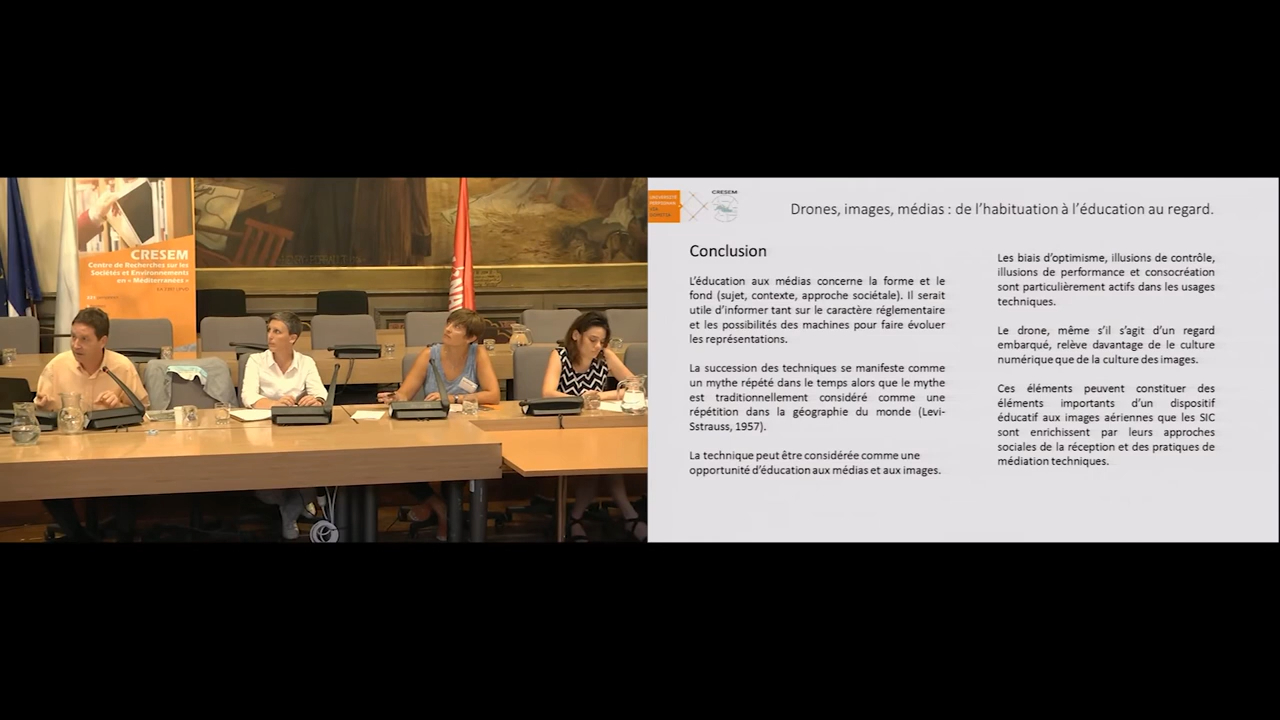 CRESEM
Centre de Recherches sur les
Sociétés et Environnements
en « Méditerranées »
UNIVERSITÉ
PERPIGNAN
VIA
DOMITIA
CRESEM
Drones, images, médias : de l’habituation à l’éducation au regard.
Conclusion
L’éducation aux médias concerne la forme et le
fond (sujet, contexte, approche sociétale). Il serait
utile d’informer tant sur le caractère réglementaire
et les possibilités des machines pour faire évoluer
les représentations.
La succession des techniques se manifeste comme
un mythe répété dans le temps alors que le mythe
est traditionnellement considéré comme une
répétition dans la géographie du monde (Levi-
Sstrauss, 1957).
La technique peut être considérée comme une
opportunité d’éducation aux médias et aux images.
Les biais d’optimisme, illusions de contrôle,
illusions de performance et consocréation
sont particulièrement actifs dans les usages
techniques.
Le drone, même s’il s’agit d’un regard
embarqué, relève davantage de le culture
numérique que de la culture des images.
Ces éléments peuvent constituer des
éléments importants d’un dispositif
éducatif aux images aériennes que les SIC
sont enrichissent par leurs approches
sociales de la réception et des pratiques de
médiation techniques.